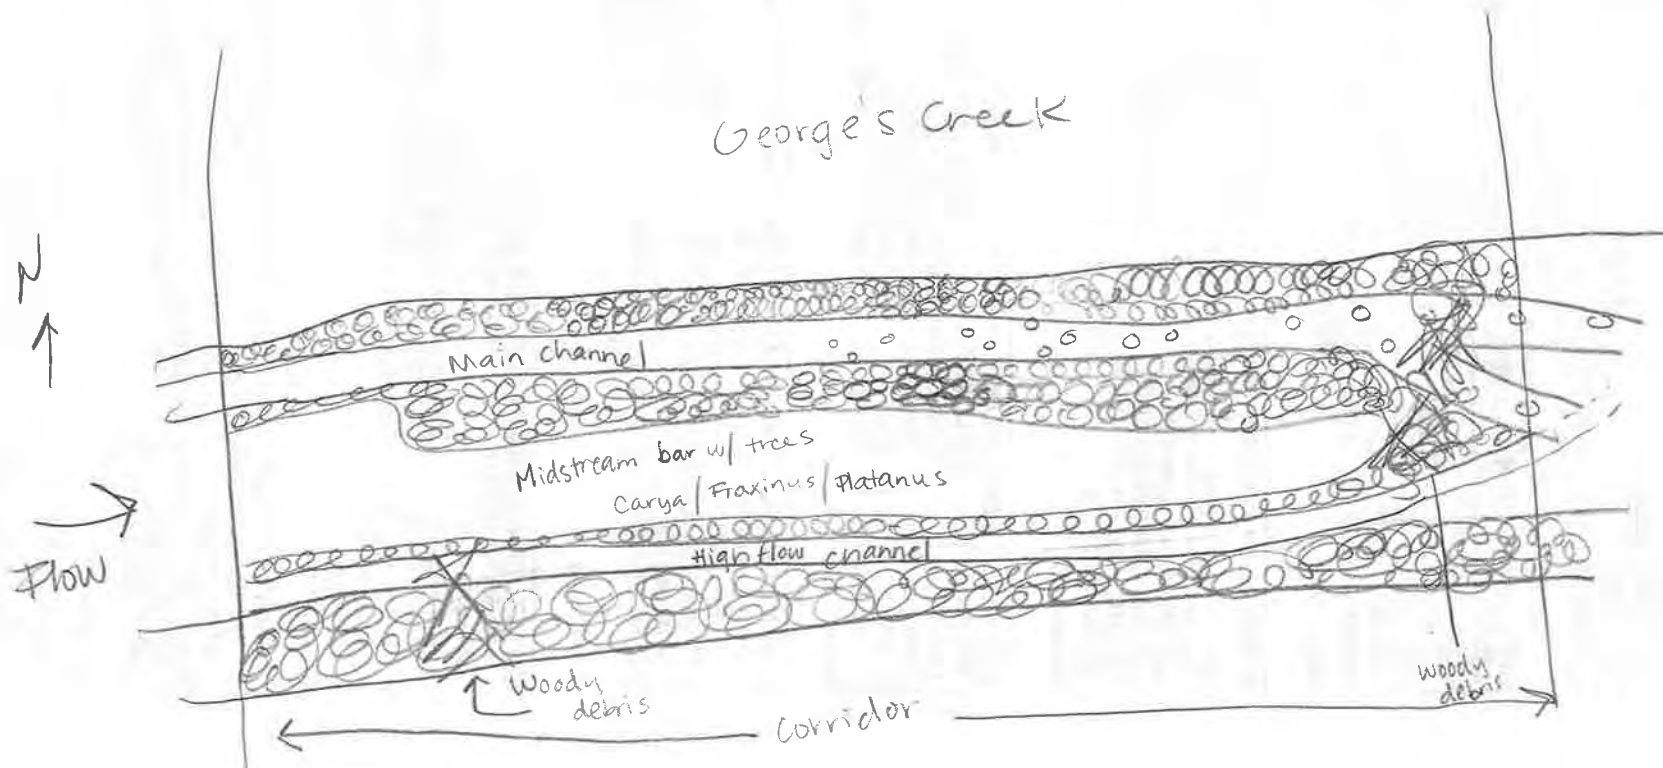 George's Creek
N
Main channel
Midstream bar w/ trees
Carya/Fraxinus/Platanus
Flow
High flow channel
Woody
debris
Woody
debris
Corridor